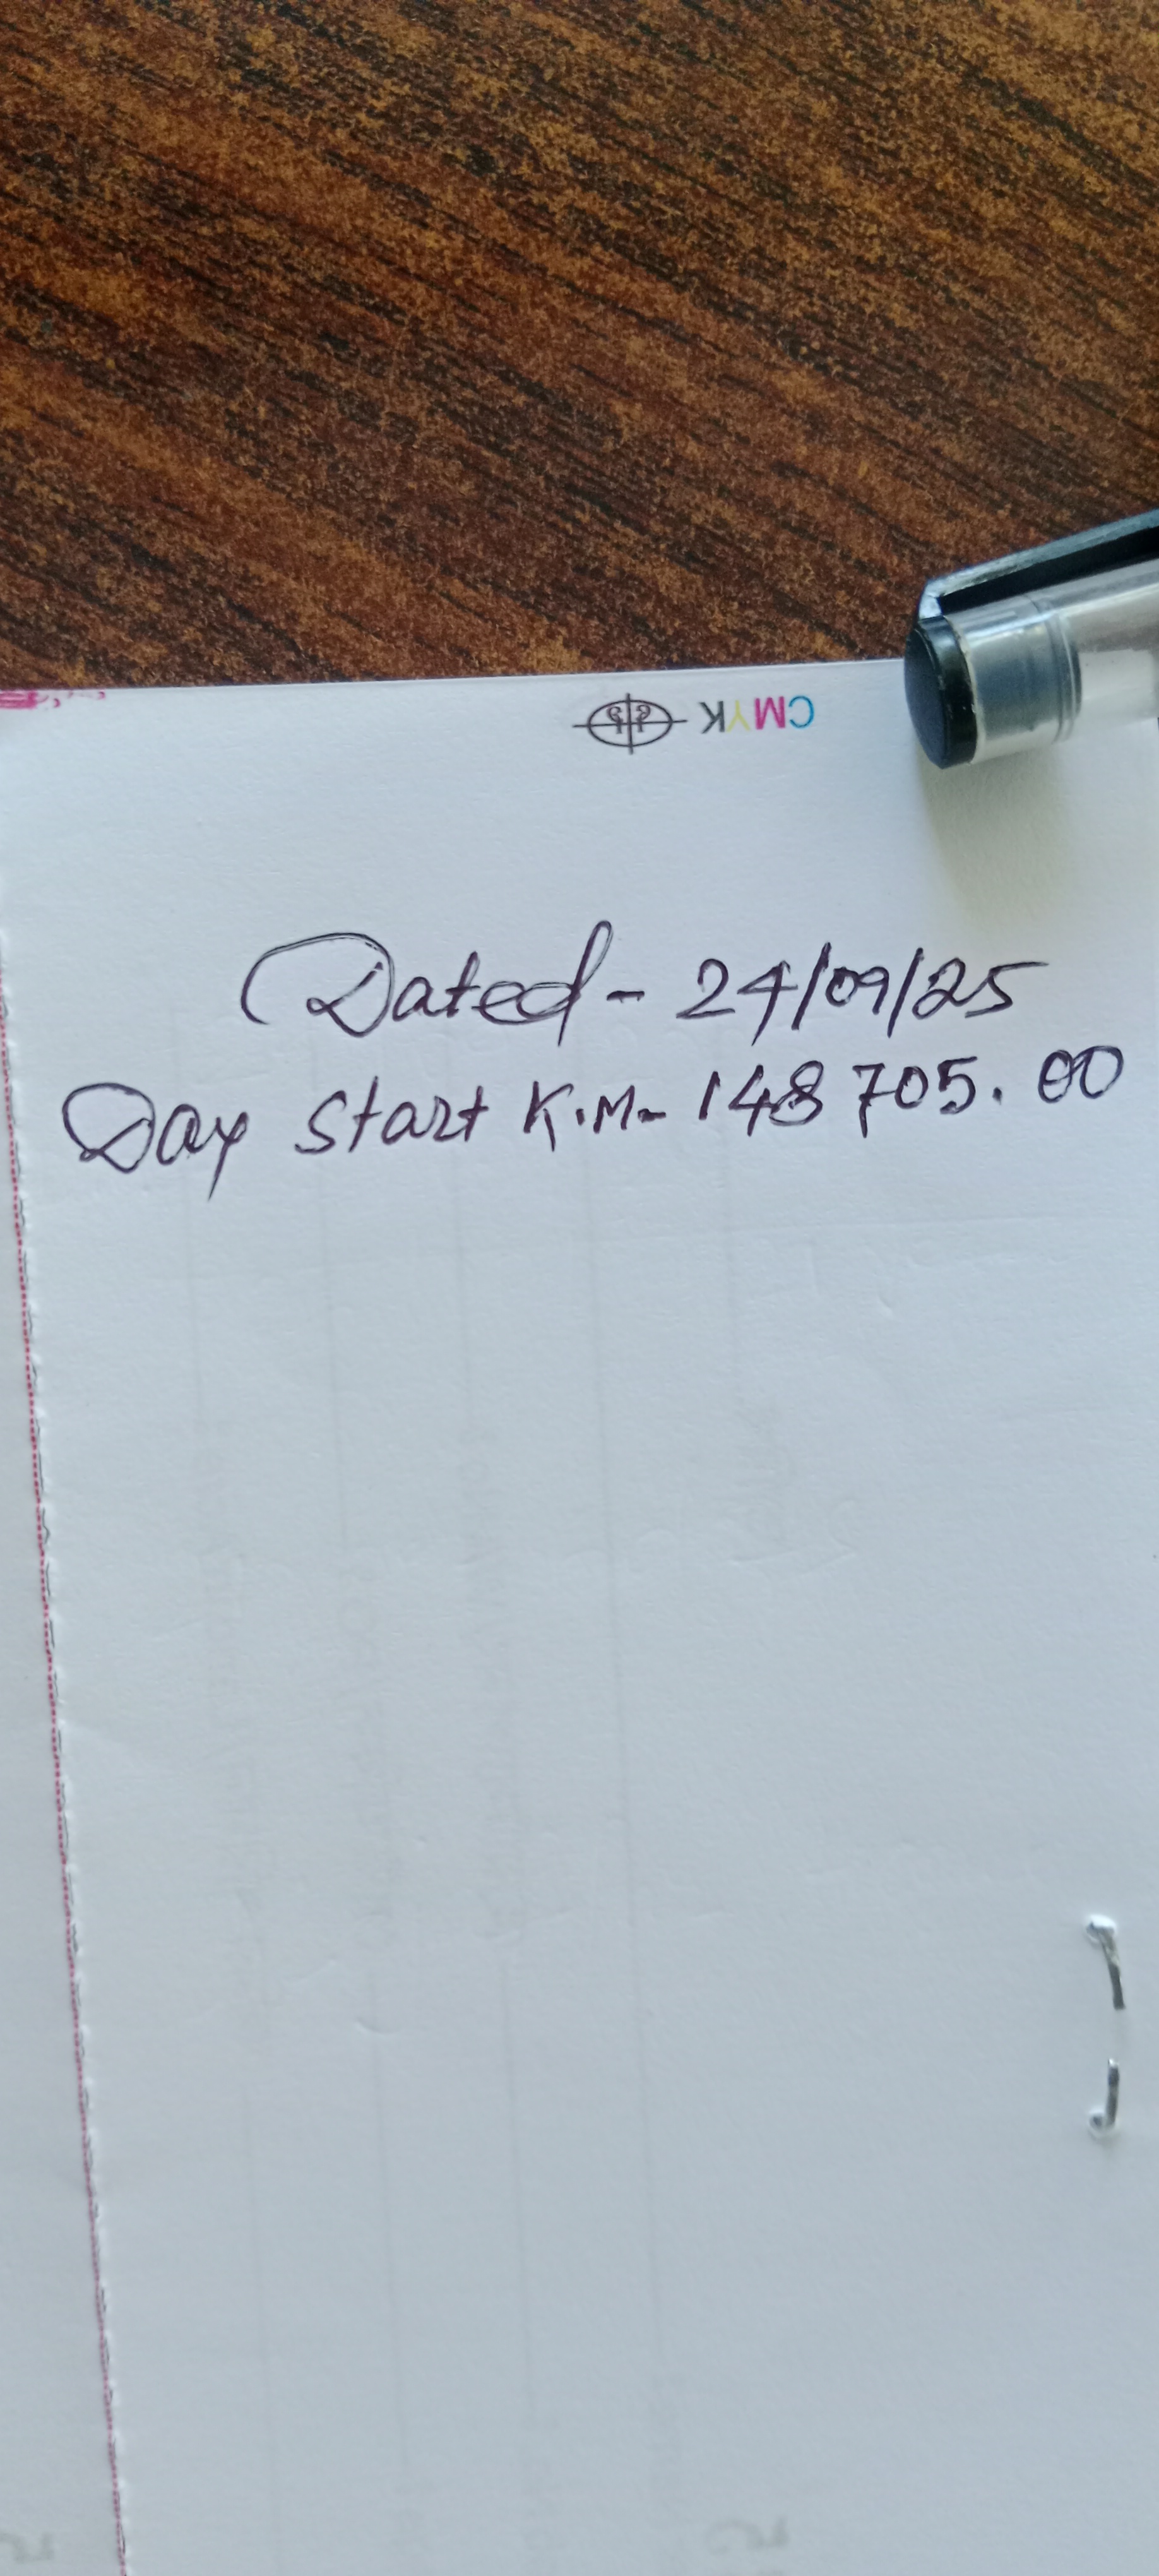 CMYK
Dated - 24/09/25
Day Start K.M- 148705.00